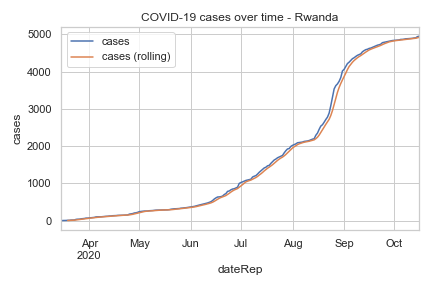 COVID-19 cases over time - Rwanda
cases
cases (rolling)
5000
4000
3000
2000
1000
0
cases
Apr
2020
May
Jun
Jul
Aug
Sep
Oct
dateRep